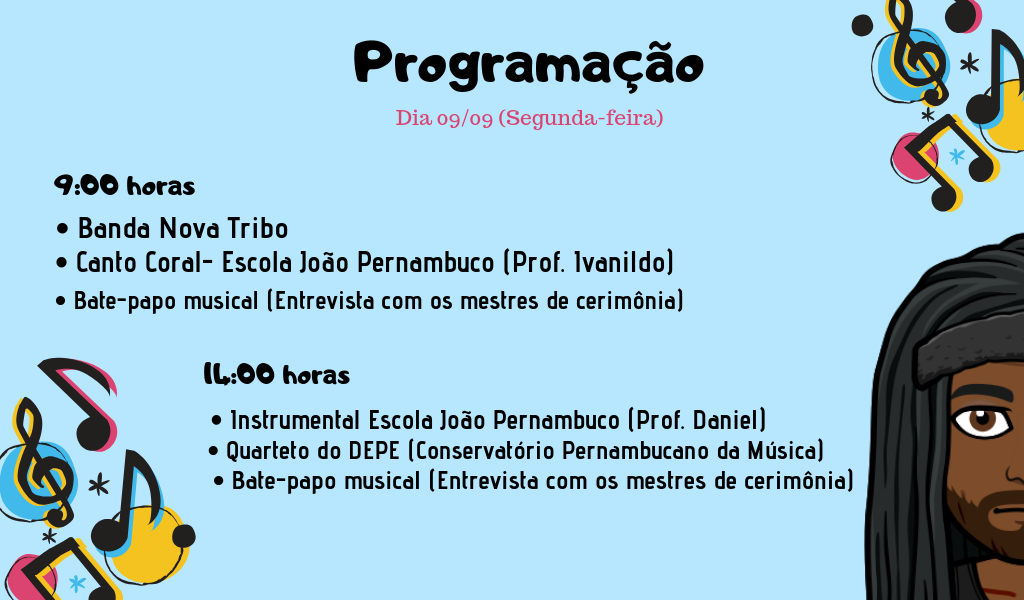 Programação
Dia 09/09 (Segunda-feira)
9:00 horas
• Banda Nova Tribo
• Canto Coral- Escola João Pernambuco (Prof. Ivanildo)
• Bate-papo musical (Entrevista com os mestres de cerimônia)
14:00 horas
• Instrumental Escola João Pernambuco (Prof. Daniel)
• Quarteto do DEPE (Conservatório Pernambucano da Música)
• Bate-papo musical (Entrevista com os mestres de cerimônia)